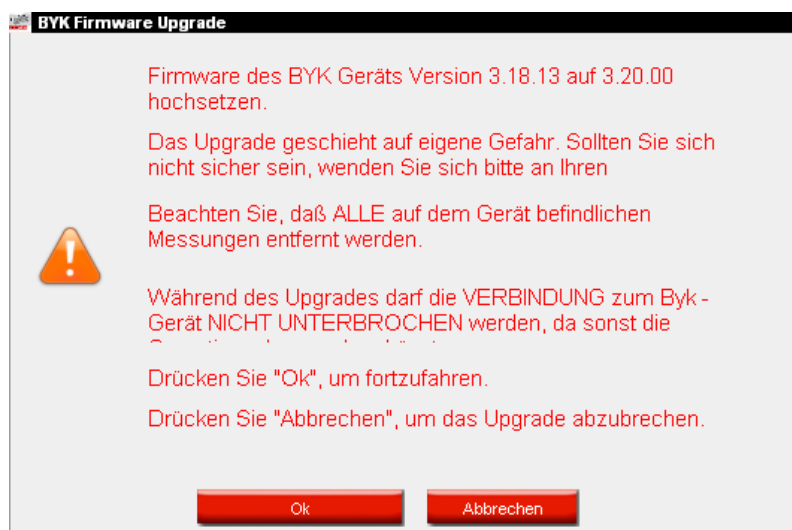 BYK Firmware Upgrade
Firmware des BYK Geräts Version 3.18.13 auf 3.20.00
hochsetzen.
Das Upgrade geschieht auf eigene Gefahr. Sollten Sie sich
nicht sicher sein, wenden Sie sich bitte an Ihren
Beachten Sie, daß ALLE auf dem Gerät befindlichen
Messungen entfernt werden.
Während des Upgrades darf die VERBINDUNG zum Byk -
Gerät NICHT UNTERBROCHEN werden, da sonst die
Drücken Sie "Ok", um fortzufahren.
Drücken Sie "Abbrechen", um das Upgrade abzubrechen.
Ok
Abbrechen